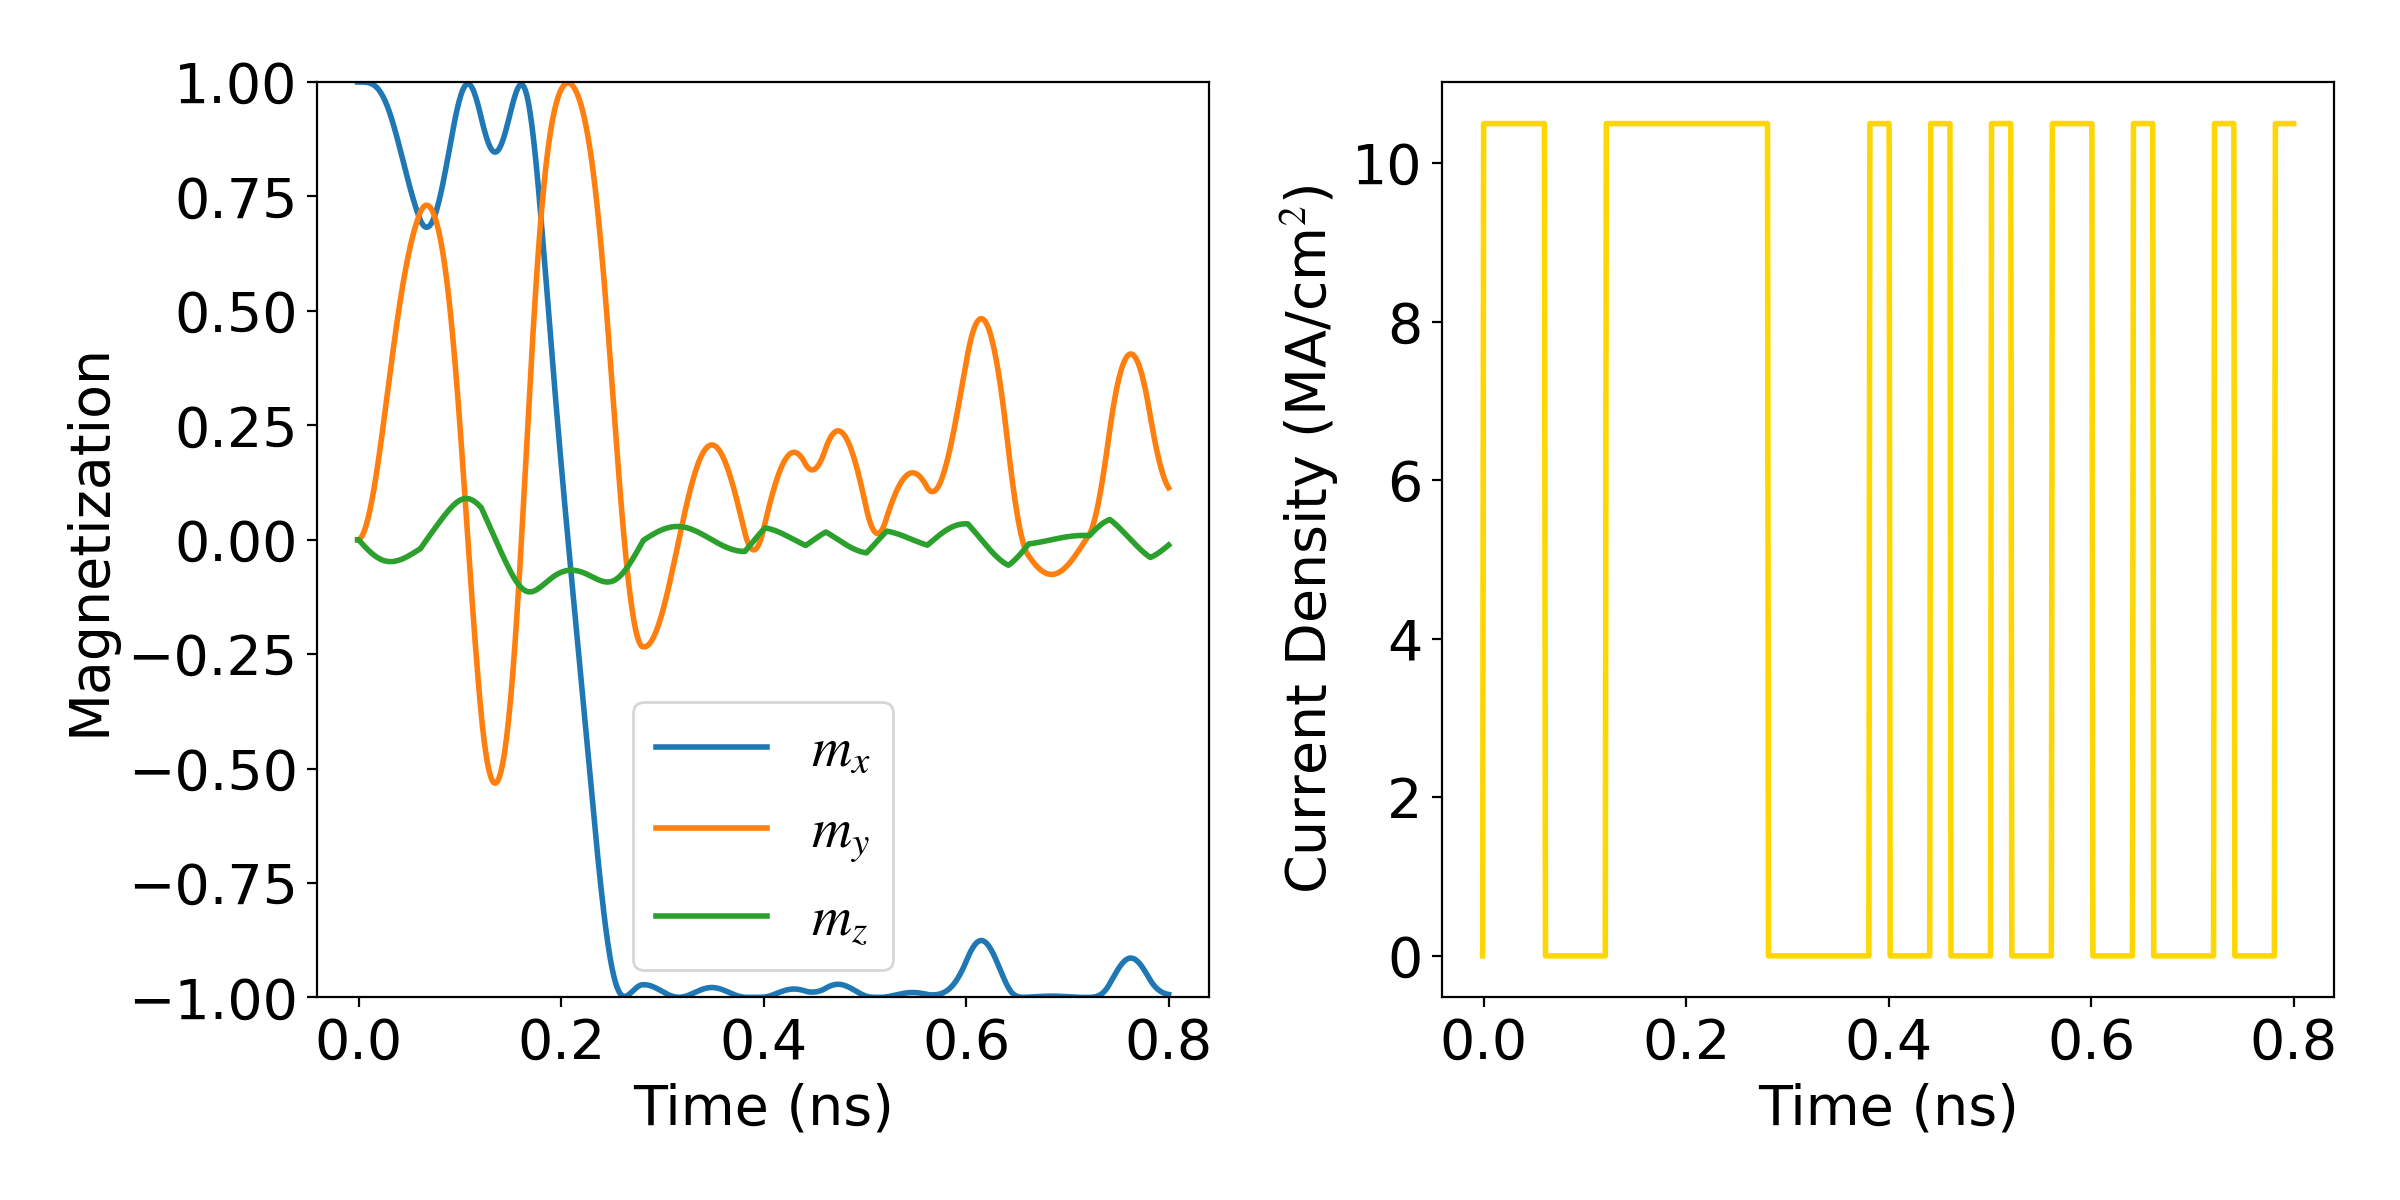 1.00
0.75
0.50
0.25
0.00
−0.25
−0.50
−0.75
−1.00
Magnetization
0.0 0.2 0.4 0.6 0.8
Time (ns)
m_x
m_y
m_z
10
8
6
4
2
0
Current Density (MA/cm²)
0.0 0.2 0.4 0.6 0.8
Time (ns)